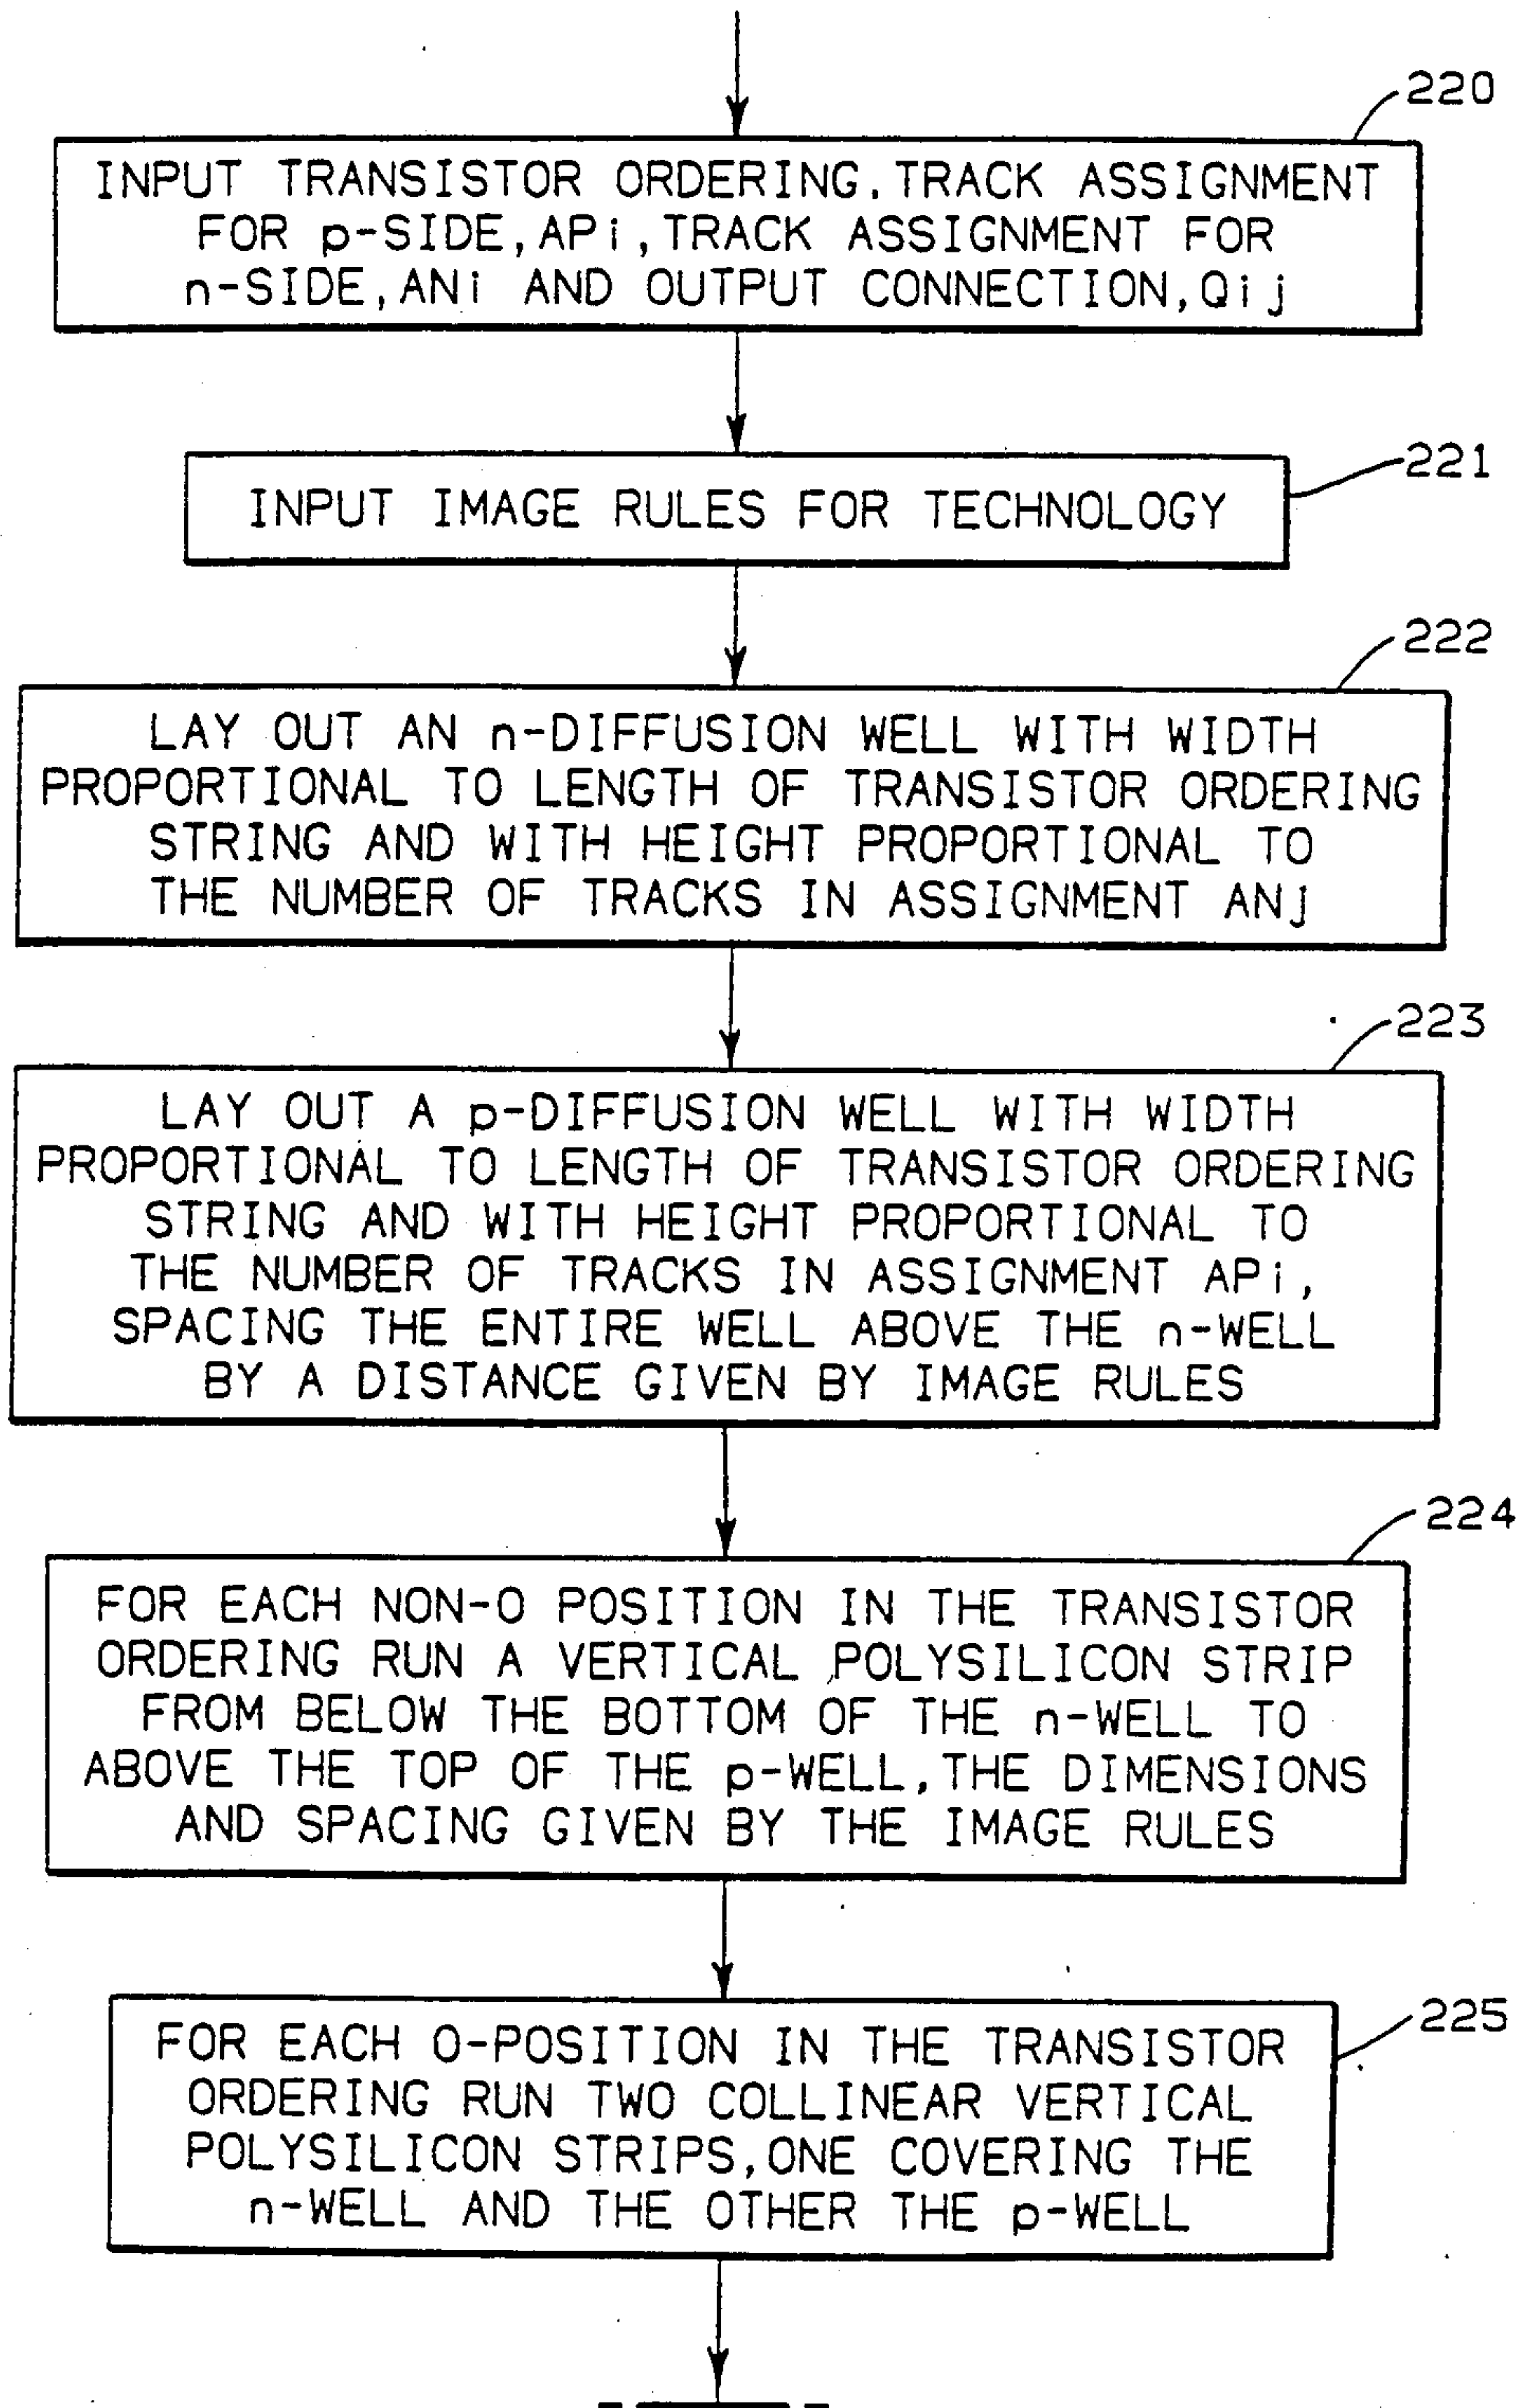 220
INPUT TRANSISTOR ORDERING, TRACK ASSIGNMENT
FOR p-SIDE, APi, TRACK ASSIGNMENT FOR
n-SIDE, ANi AND OUTPUT CONNECTION, Qij
221
INPUT IMAGE RULES FOR TECHNOLOGY
222
LAY OUT AN n-DIFFUSION WELL WITH WIDTH
PROPORTIONAL TO LENGTH OF TRANSISTOR ORDERING
STRING AND WITH HEIGHT PROPORTIONAL TO
THE NUMBER OF TRACKS IN ASSIGNMENT ANj
223
LAY OUT A p-DIFFUSION WELL WITH WIDTH
PROPORTIONAL TO LENGTH OF TRANSISTOR ORDERING
STRING AND WITH HEIGHT PROPORTIONAL TO
THE NUMBER OF TRACKS IN ASSIGNMENT APi,
SPACING THE ENTIRE WELL ABOVE THE n-WELL
BY A DISTANCE GIVEN BY IMAGE RULES
224
FOR EACH NON-0 POSITION IN THE TRANSISTOR
ORDERING RUN A VERTICAL POLYSILICON STRIP
FROM BELOW THE BOTTOM OF THE n-WELL TO
ABOVE THE TOP OF THE p-WELL, THE DIMENSIONS
AND SPACING GIVEN BY THE IMAGE RULES
225
FOR EACH 0-POSITION IN THE TRANSISTOR
ORDERING RUN TWO COLLINEAR VERTICAL
POLYSILICON STRIPS, ONE COVERING THE
n-WELL AND THE OTHER THE p-WELL